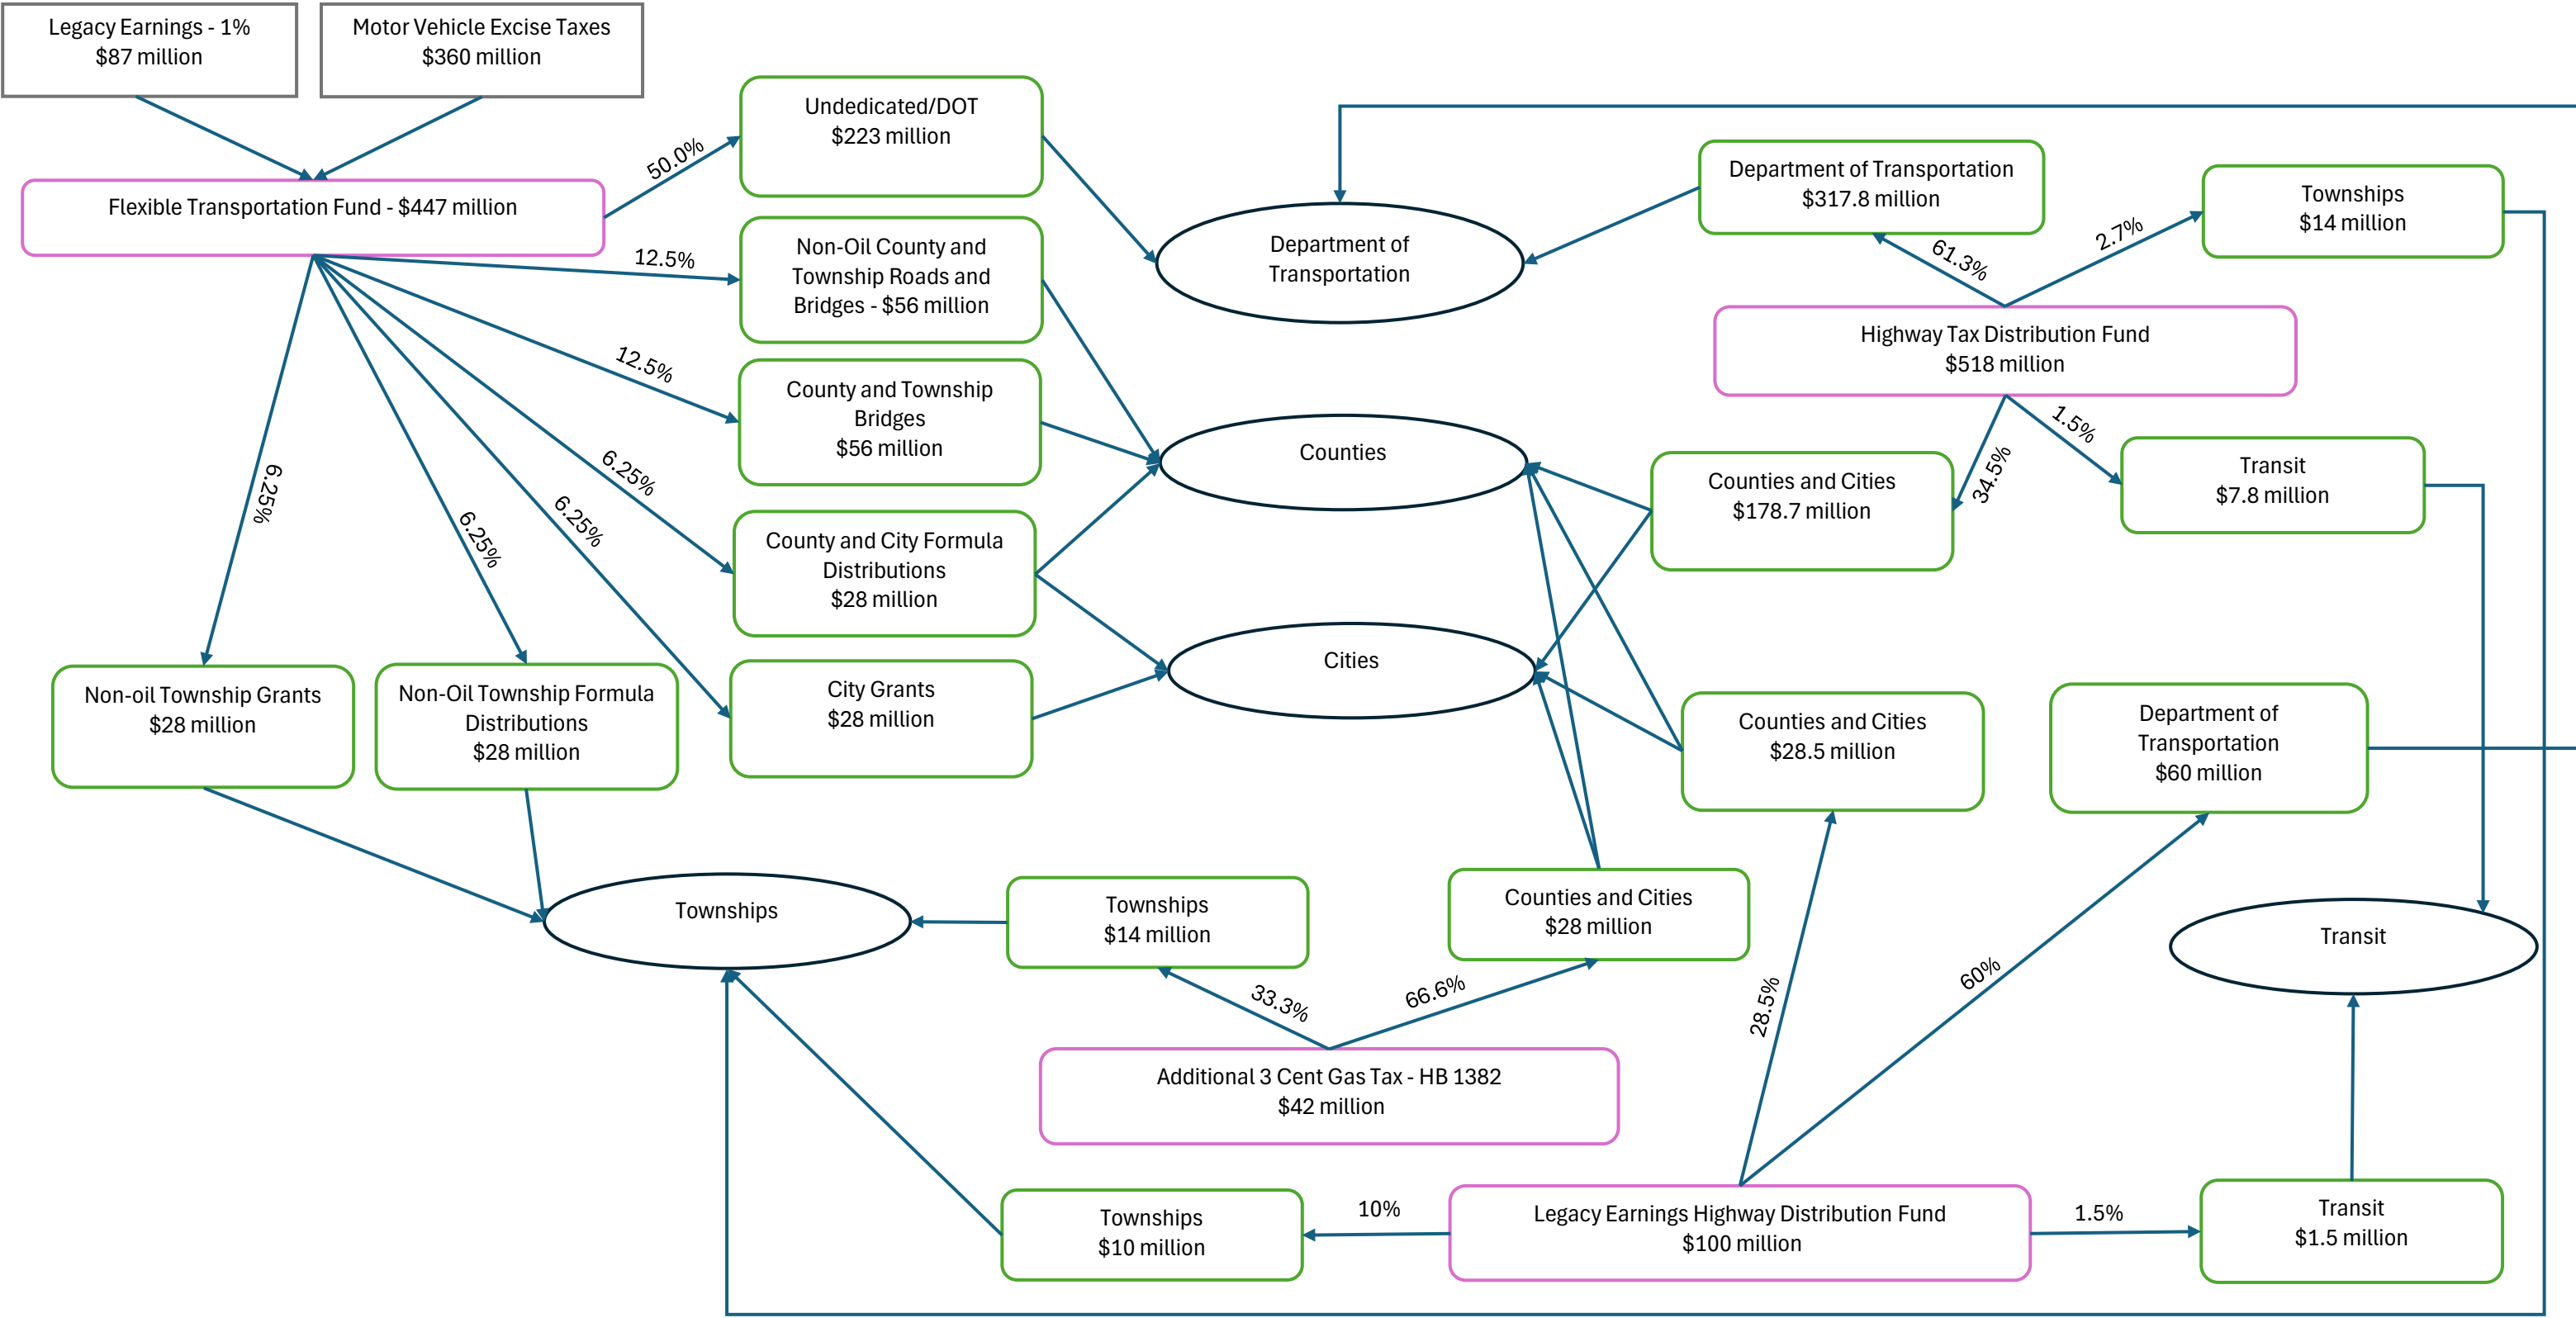 Legacy Earnings - 1%
$87 million
Motor Vehicle Excise Taxes
$360 million
Flexible Transportation Fund - $447 million
50.0%
12.5%
12.5%
6.25%
6.25%
6.25%
6.25%
Undedicated/DOT
$223 million
Non-Oil County and
Township Roads and
Bridges - $56 million
County and Township
Bridges
$56 million
County and City Formula
Distributions
$28 million
City Grants
$28 million
Non-oil Township Grants
$28 million
Non-Oil Township Formula
Distributions
$28 million
Department of
Transportation
Counties
Cities
Townships
Department of Transportation
$317.8 million
Townships
$14 million
61.3%
2.7%
Highway Tax Distribution Fund
$518 million
34.5%
1.5%
Counties and Cities
$178.7 million
Transit
$7.8 million
Counties and Cities
$28.5 million
Department of
Transportation
$60 million
Townships
$14 million
Counties and Cities
$28 million
Transit
33.3%
66.6%
28.5%
60%
Additional 3 Cent Gas Tax - HB 1382
$42 million
Townships
$10 million
10%
Legacy Earnings Highway Distribution Fund
$100 million
1.5%
Transit
$1.5 million